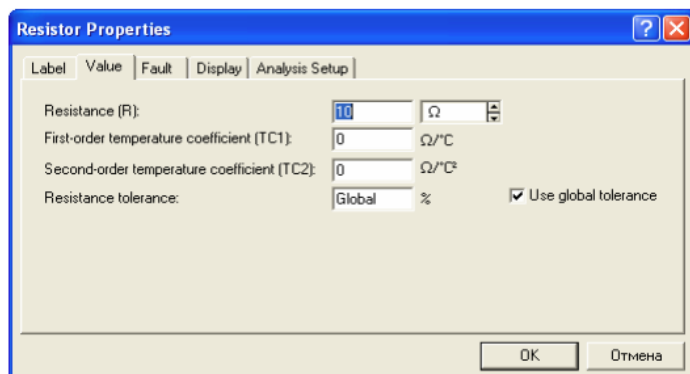 Resistor Properties
Label Value Fault Display Analysis Setup
Resistance (R): 10 Ω
First-order temperature coefficient (TC1): 0 Ω/°C
Second-order temperature coefficient (TC2): 0 Ω/°C²
Resistance tolerance: Global % Use global tolerance
OK Отмена